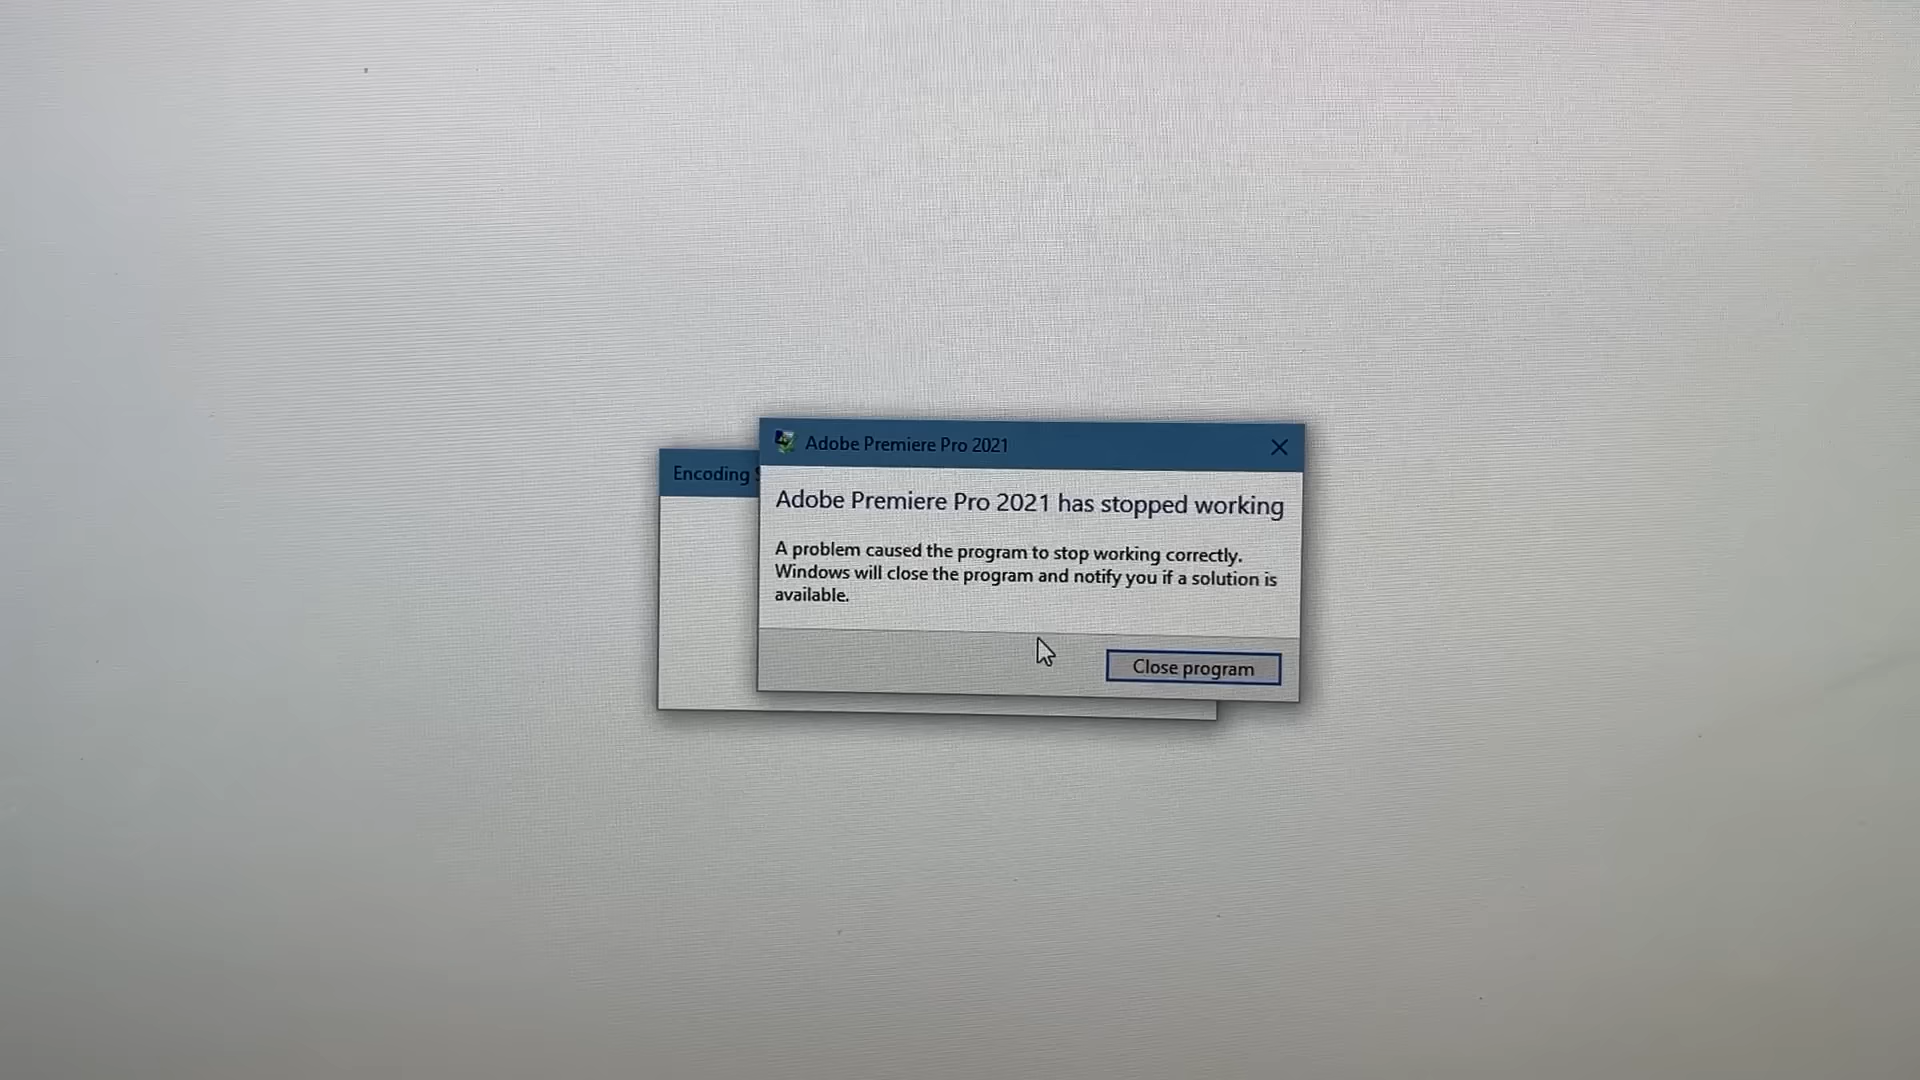 Adobe Premiere Pro 2021
Encoding
Adobe Premiere Pro 2021 has stopped working
A problem caused the program to stop working correctly.
Windows will close the program and notify you if a solution is
available.
Close program